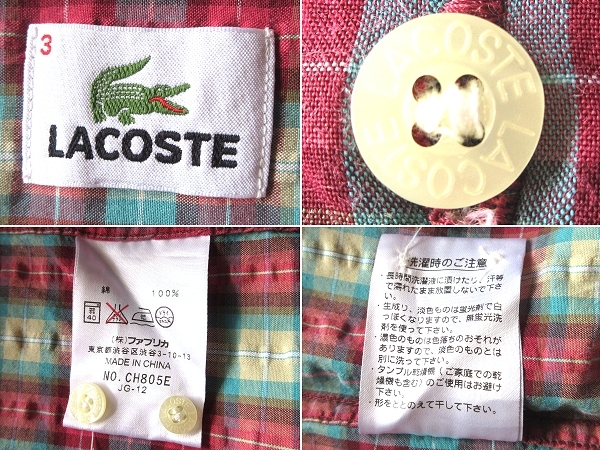 3
LACOSTE
LACOSTE LACOSTE
綿 100%
40
中
(株)ファブリカ
東京都渋谷区渋谷3-10-13
MADE IN CHINA
NO.CH805E
JG-12
洗濯時のご注意
・長時間洗濯液に漬けたり、汗等
で濡れたまま放置しないで下さ
い。
・生成り、淡色ものは蛍光剤で白
っぽくなりますので、無蛍光洗
剤を使って下さい。
・濃色のものは色落ちのおそれが
ありますので、淡色のものとは
別に洗って下さい。
・タンブル乾燥機（ご家庭での乾
燥機も含む）のご使用はお避け
下さい。
・形をととのえて干して下さい。